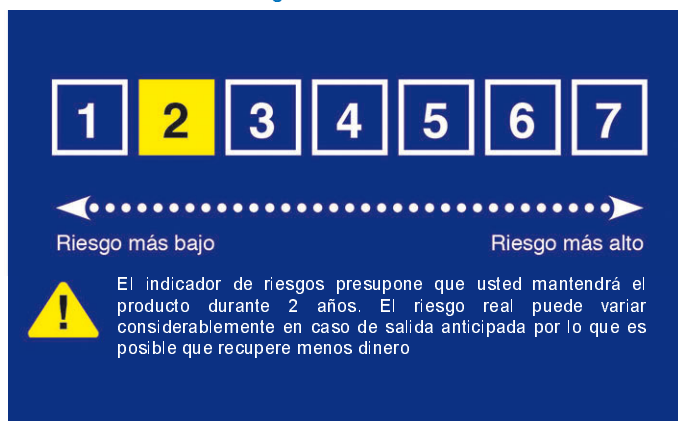 1 2 3 4 5 6 7
Riesgo más bajo Riesgo más alto
! El indicador de riesgos presupone que usted mantendrá el
producto durante 2 años. El riesgo real puede variar
considerablemente en caso de salida anticipada por lo que es
posible que recupere menos dinero